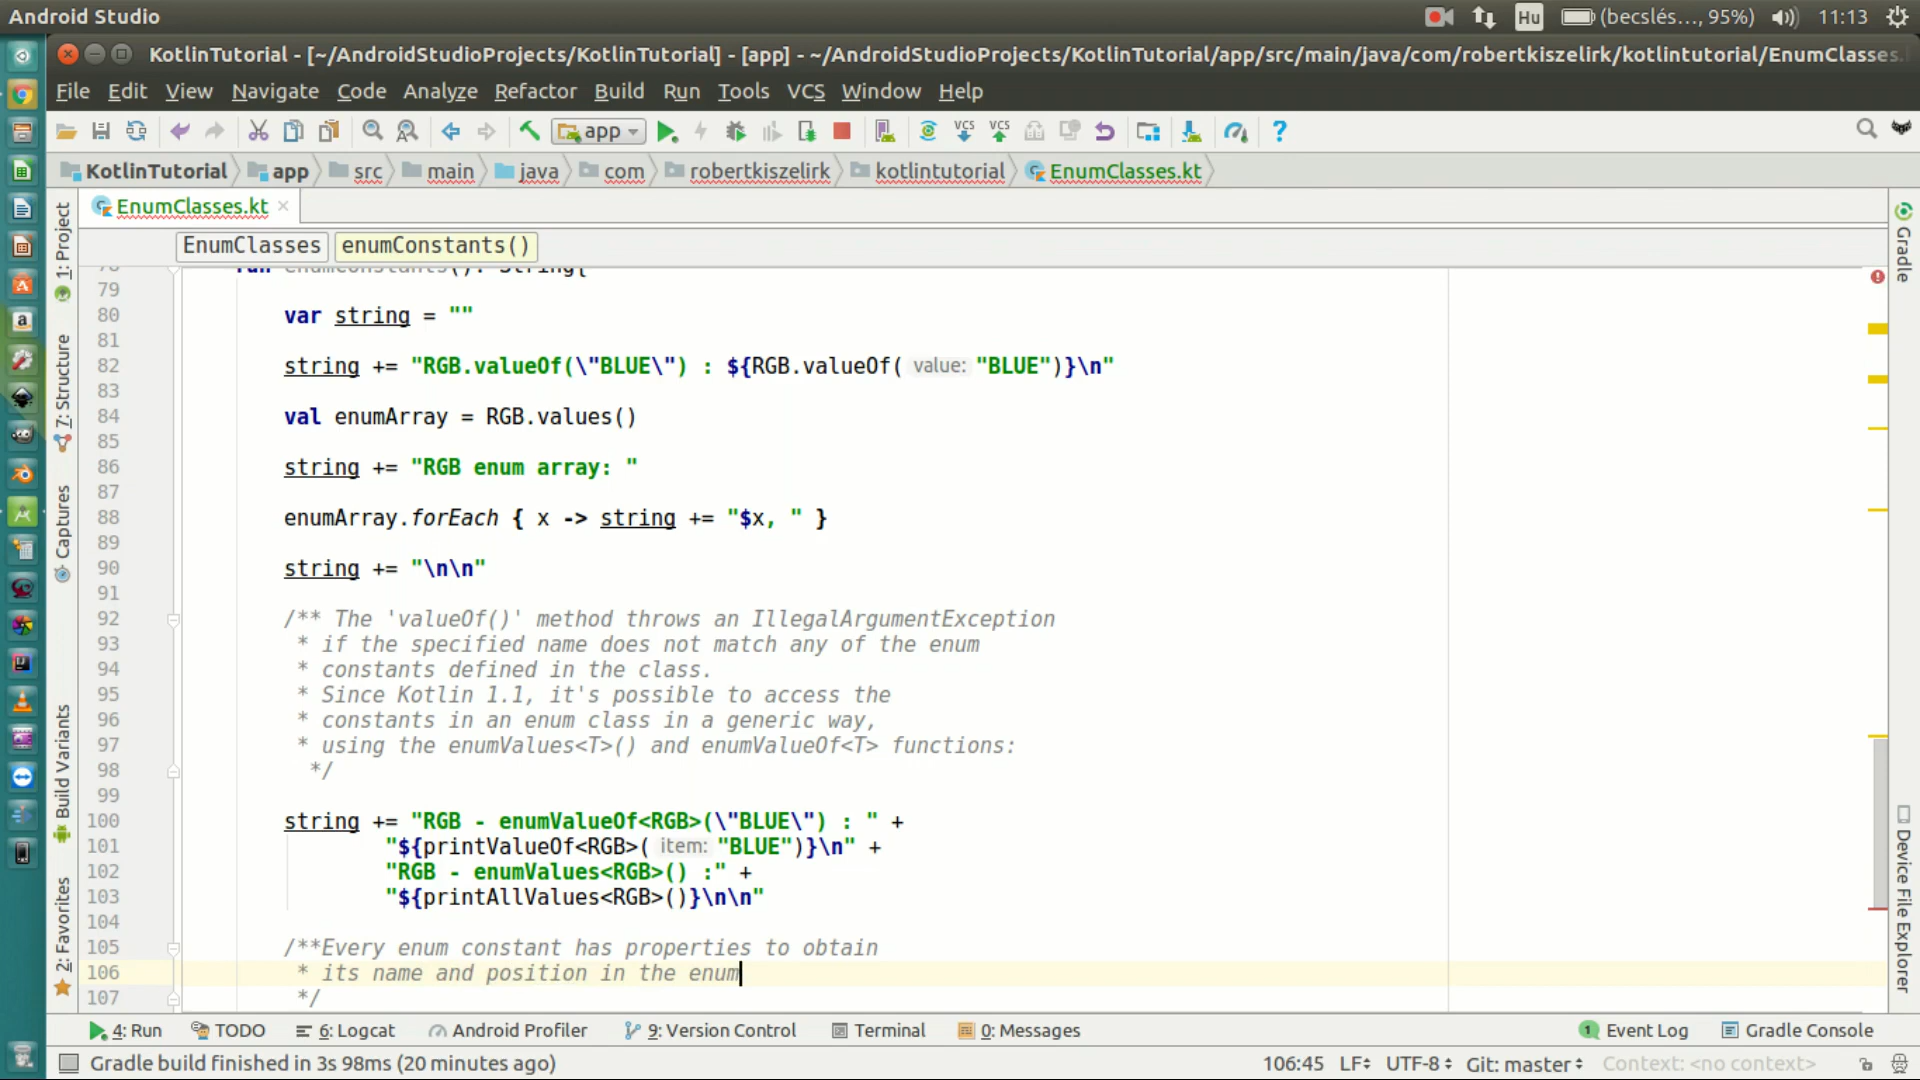 Android Studio
Hu (becslés..., 95%) 11:13
KotlinTutorial - [~/AndroidStudioProjects/KotlinTutorial] - [app] - ~/AndroidStudioProjects/KotlinTutorial/app/src/main/java/com/robertkiszelirk/kotlintutorial/EnumClasses.
File Edit View Navigate Code Analyze Refactor Build Run Tools VCS Window Help
app VCS VCS ?
KotlinTutorial app src main java com robertkiszelirk kotlintutorial EnumClasses.kt
EnumClasses.kt
EnumClasses enumConstants()
78 fun enumConstants(): String{
79
80 var string = ""
81
82 string += "RGB.valueOf(\"BLUE\") : ${RGB.valueOf( value: "BLUE")}\n"
83
84 val enumArray = RGB.values()
85
86 string += "RGB enum array: "
87
88 enumArray.forEach { x -> string += "$x, " }
89
90 string += "\n\n"
91
92 /** The 'valueOf()' method throws an IllegalArgumentException
93 * if the specified name does not match any of the enum
94 * constants defined in the class.
95 * Since Kotlin 1.1, it's possible to access the
96 * constants in an enum class in a generic way,
97 * using the enumValues<T>() and enumValueOf<T> functions:
98 */
99
100 string += "RGB - enumValueOf<RGB>(\"BLUE\") : " +
101 "${printValueOf<RGB>( item: "BLUE")}\n" +
102 "RGB - enumValues<RGB>() :" +
103 "${printAllValues<RGB>()}\n\n"
104
105 /**Every enum constant has properties to obtain
106 * its name and position in the enum
107 */
1: Project
7: Structure
Captures
Build Variants
2: Favorites
Gradle
Device File Explorer
4: Run TODO 6: Logcat Android Profiler 9: Version Control Terminal 0: Messages 1 Event Log Gradle Console
Gradle build finished in 3s 98ms (20 minutes ago) 106:45 LF UTF-8 Git: master Context: <no context>